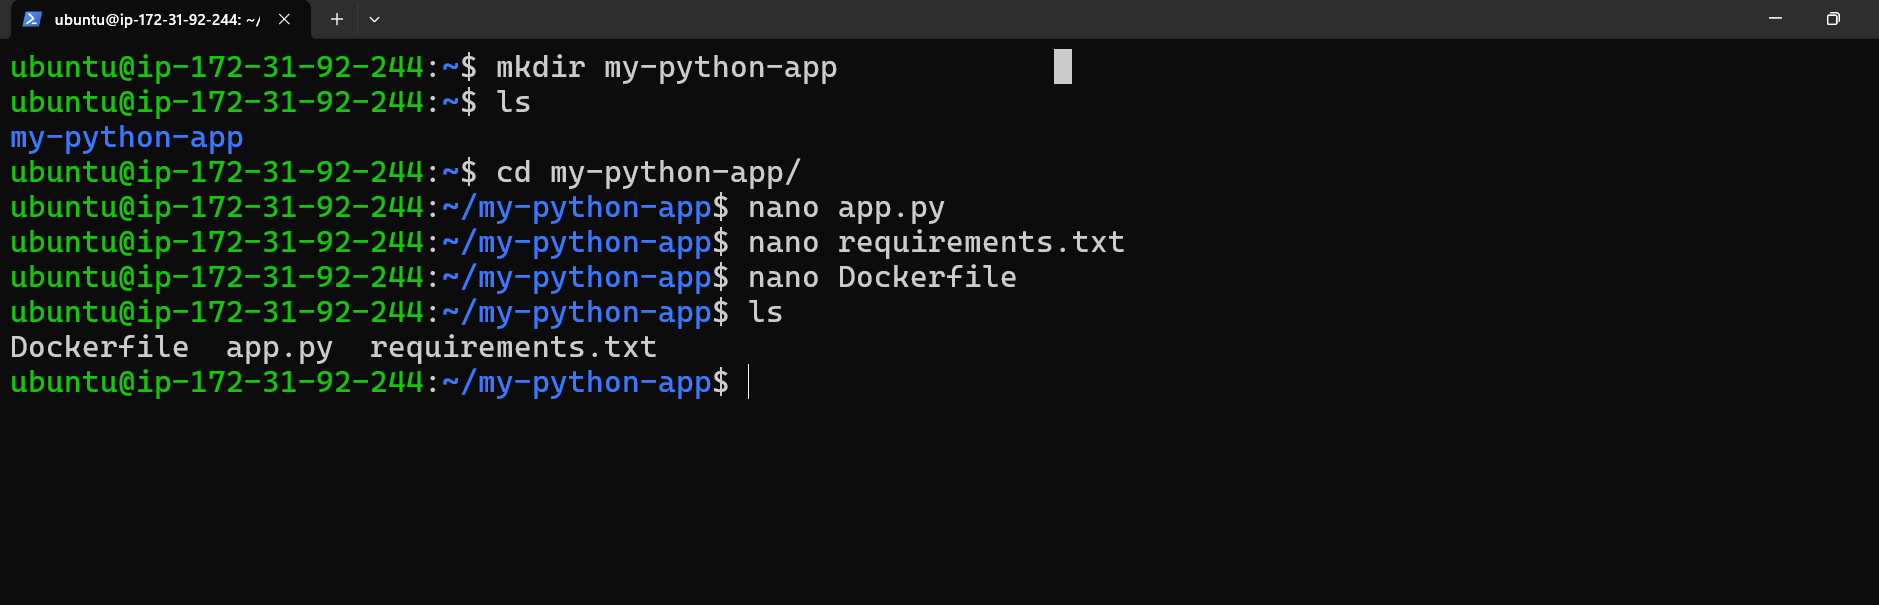 ubuntu@ip-172-31-92-244: ~/
ubuntu@ip-172-31-92-244:~$ mkdir my-python-app
ubuntu@ip-172-31-92-244:~$ ls
my-python-app
ubuntu@ip-172-31-92-244:~$ cd my-python-app/
ubuntu@ip-172-31-92-244:~/my-python-app$ nano app.py
ubuntu@ip-172-31-92-244:~/my-python-app$ nano requirements.txt
ubuntu@ip-172-31-92-244:~/my-python-app$ nano Dockerfile
ubuntu@ip-172-31-92-244:~/my-python-app$ ls
Dockerfile  app.py  requirements.txt
ubuntu@ip-172-31-92-244:~/my-python-app$